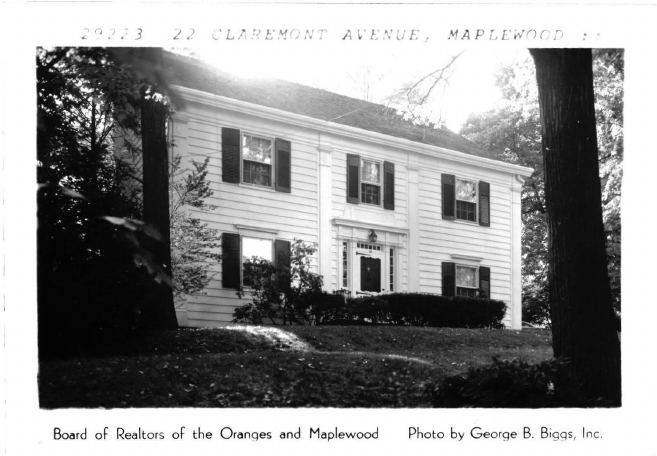 29223 22 CLAREMONT AVENUE, MAPLEWOOD ::
Board of Realtors of the Oranges and Maplewood Photo by George B. Biggs, Inc.